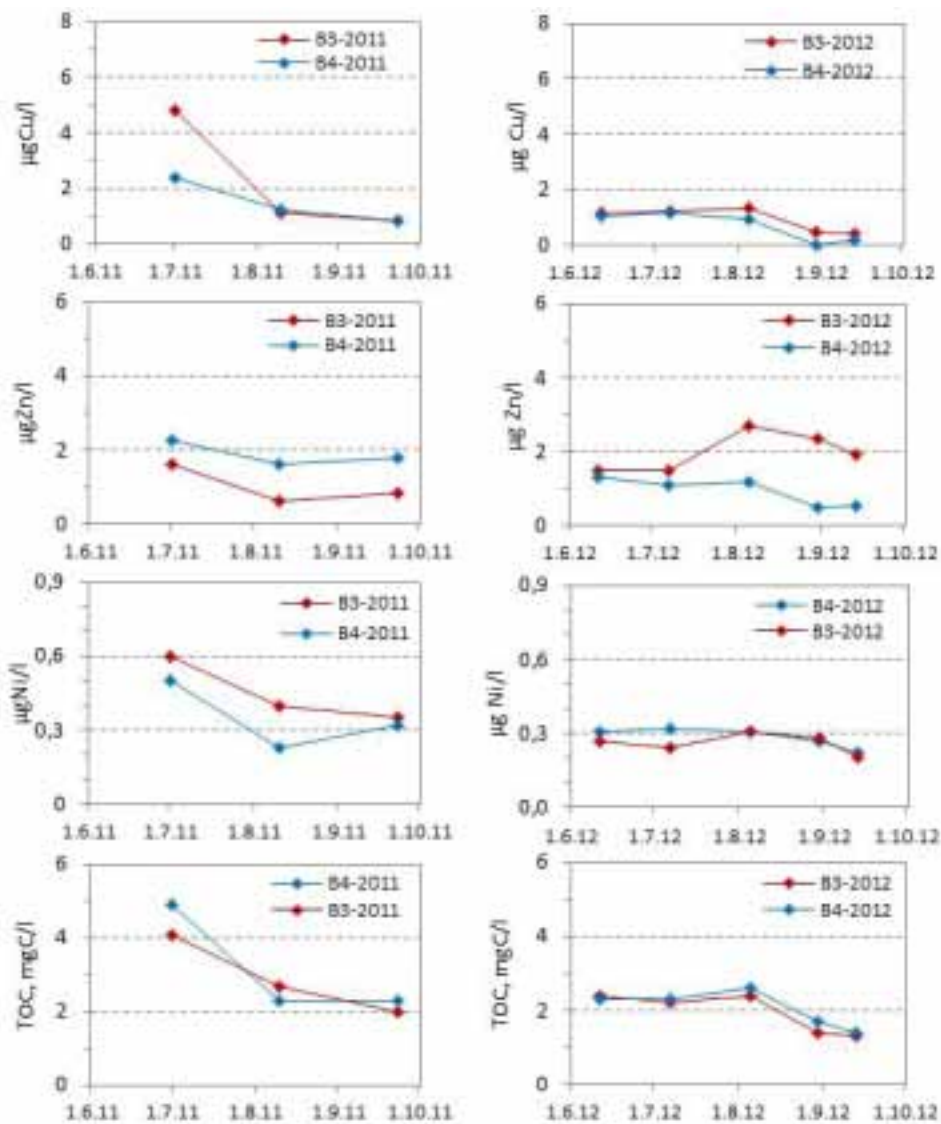 µgCu/l
8
6
4
2
0
B3-2011
B4-2011
1.6.11 1.7.11 1.8.11 1.9.11 1.10.11
µg Cu/l
8
6
4
2
0
B3-2012
B4-2012
1.6.12 1.7.12 1.8.12 1.9.12 1.10.12
µgZn/l
6
4
2
0
B3-2011
B4-2011
1.6.11 1.7.11 1.8.11 1.9.11 1.10.11
µg Zn/l
6
4
2
0
B3-2012
B4-2012
1.6.12 1.7.12 1.8.12 1.9.12 1.10.12
µgNi/l
0,9
0,6
0,3
0
B3-2011
B4-2011
1.6.11 1.7.11 1.8.11 1.9.11 1.10.11
µg Ni/l
0,9
0,6
0,3
0,0
B4-2012
B3-2012
1.6.12 1.7.12 1.8.12 1.9.12 1.10.12
TOC, mgC/l
6
4
2
0
B4-2011
B3-2011
1.6.11 1.7.11 1.8.11 1.9.11 1.10.11
TOC, mgC/l
6
4
2
0
B3-2012
B4-2012
1.6.12 1.7.12 1.8.12 1.9.12 1.10.12